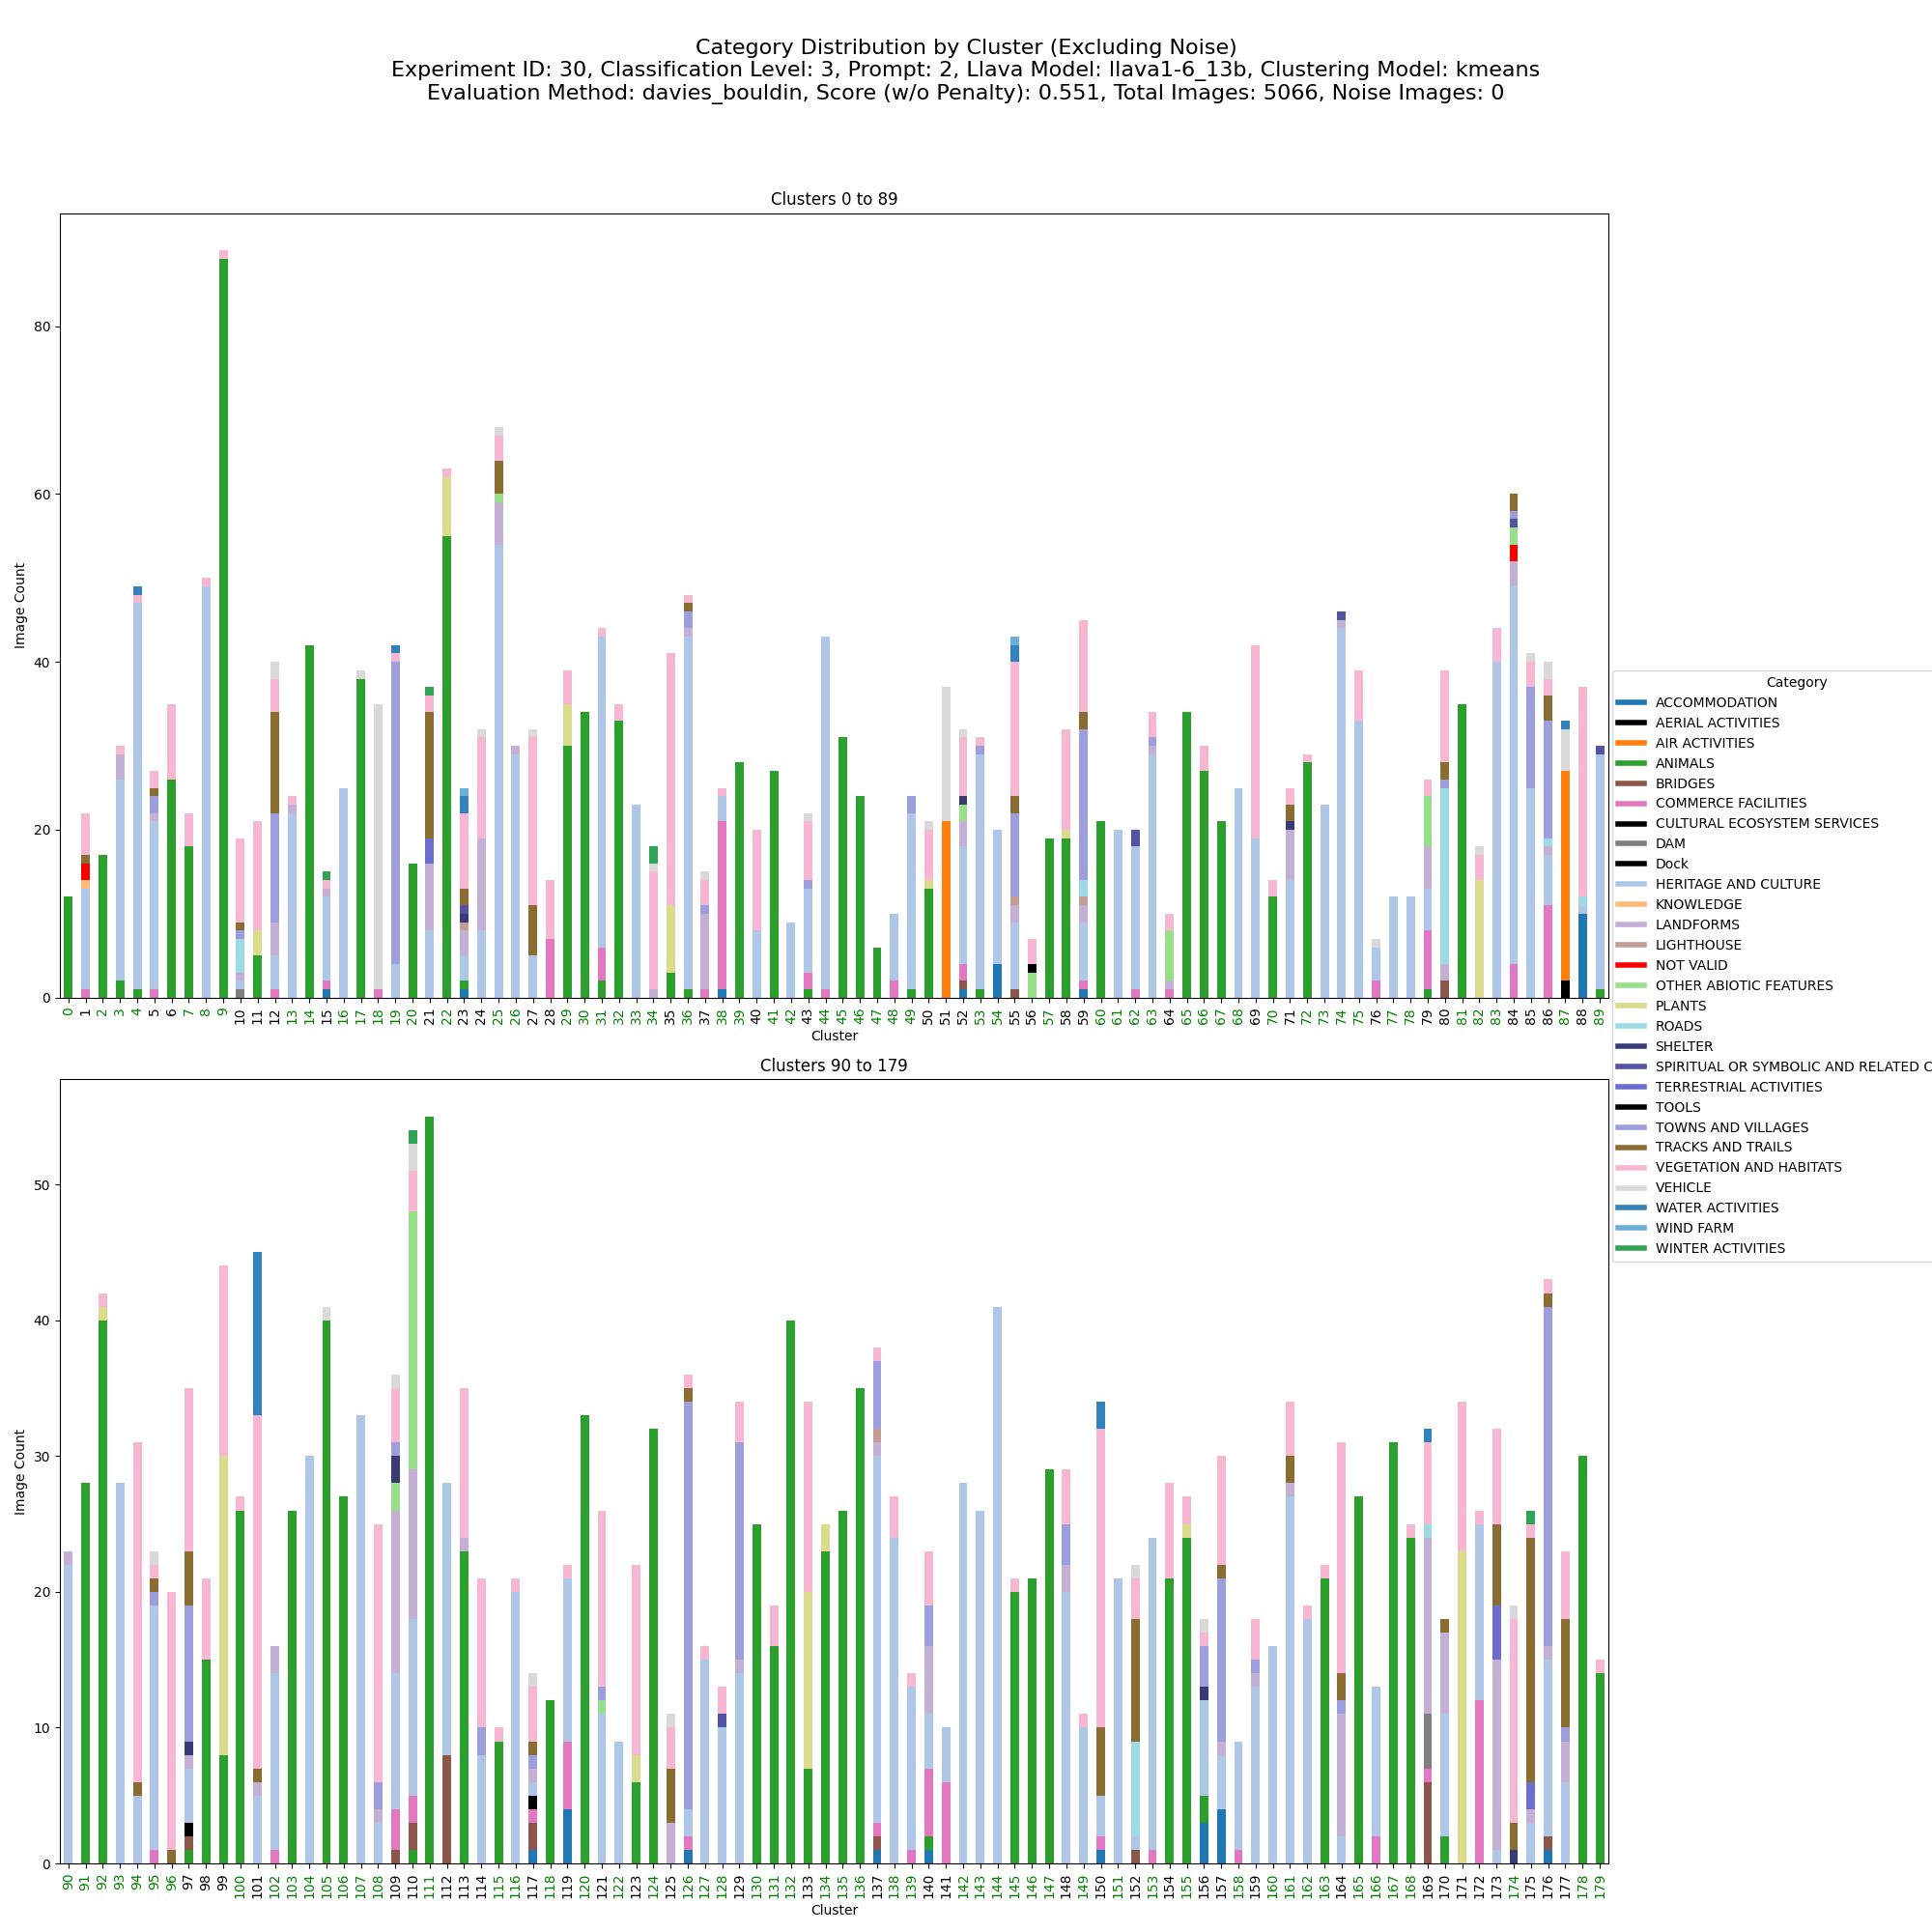 Category Distribution by Cluster (Excluding Noise)
Experiment ID: 30, Classification Level: 3, Prompt: 2, Llava Model: llava1-6_13b, Clustering Model: kmeans
Evaluation Method: davies_bouldin, Score (w/o Penalty): 0.551, Total Images: 5066, Noise Images: 0
Clusters 0 to 89
Image Count
80
60
40
20
0
0 1 2 3 4 5 6 7 8 9 10 11 12 13 14 15 16 17 18 19 20 21 22 23 24 25 26 27 28 29 30 31 32 33 34 35 36 37 38 39 40 41 42 43 44 45 46 47 48 49 50 51 52 53 54 55 56 57 58 59 60 61 62 63 64 65 66 67 68 69 70 71 72 73 74 75 76 77 78 79 80 81 82 83 84 85 86 87 88 89
Cluster
Category
ACCOMMODATION
AERIAL ACTIVITIES
AIR ACTIVITIES
ANIMALS
BRIDGES
COMMERCE FACILITIES
CULTURAL ECOSYSTEM SERVICES
DAM
Dock
HERITAGE AND CULTURE
KNOWLEDGE
LANDFORMS
LIGHTHOUSE
NOT VALID
OTHER ABIOTIC FEATURES
PLANTS
ROADS
SHELTER
SPIRITUAL OR SYMBOLIC AND RELATED C
TERRESTRIAL ACTIVITIES
TOOLS
TOWNS AND VILLAGES
TRACKS AND TRAILS
VEGETATION AND HABITATS
VEHICLE
WATER ACTIVITIES
WIND FARM
WINTER ACTIVITIES
Clusters 90 to 179
Image Count
50
40
30
20
10
0
90 91 92 93 94 95 96 97 98 99 100 101 102 103 104 105 106 107 108 109 110 111 112 113 114 115 116 117 118 119 120 121 122 123 124 125 126 127 128 129 130 131 132 133 134 135 136 137 138 139 140 141 142 143 144 145 146 147 148 149 150 151 152 153 154 155 156 157 158 159 160 161 162 163 164 165 166 167 168 169 170 171 172 173 174 175 176 177 178 179
Cluster